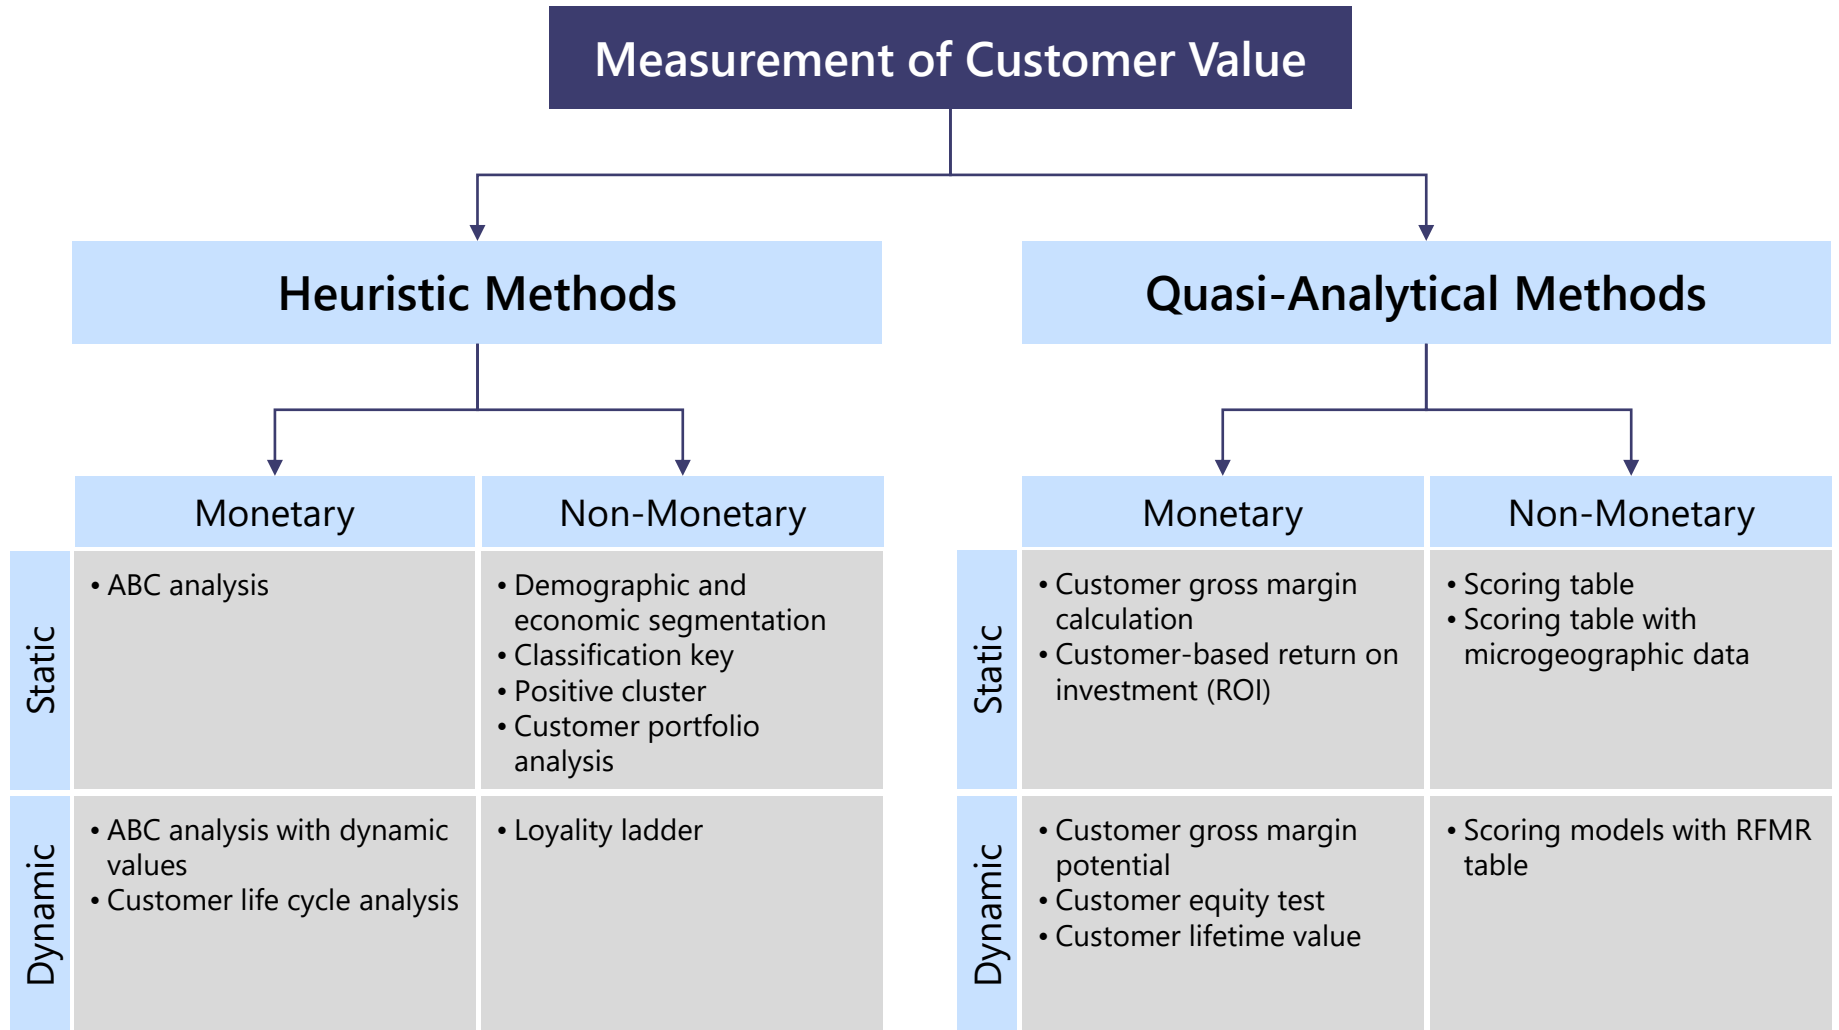 Measurement of Customer Value
Heuristic Methods
Quasi-Analytical Methods
Monetary
Non-Monetary
Monetary
Non-Monetary
Static
• ABC analysis
• Demographic and
economic segmentation
• Classification key
• Positive cluster
• Customer portfolio
analysis
Static
• Customer gross margin
calculation
• Customer-based return on
investment (ROI)
• Scoring table
• Scoring table with
microgeographic data
Dynamic
• ABC analysis with dynamic
values
• Customer life cycle analysis
• Loyality ladder
Dynamic
• Customer gross margin
potential
• Customer equity test
• Customer lifetime value
• Scoring models with RFMR
table